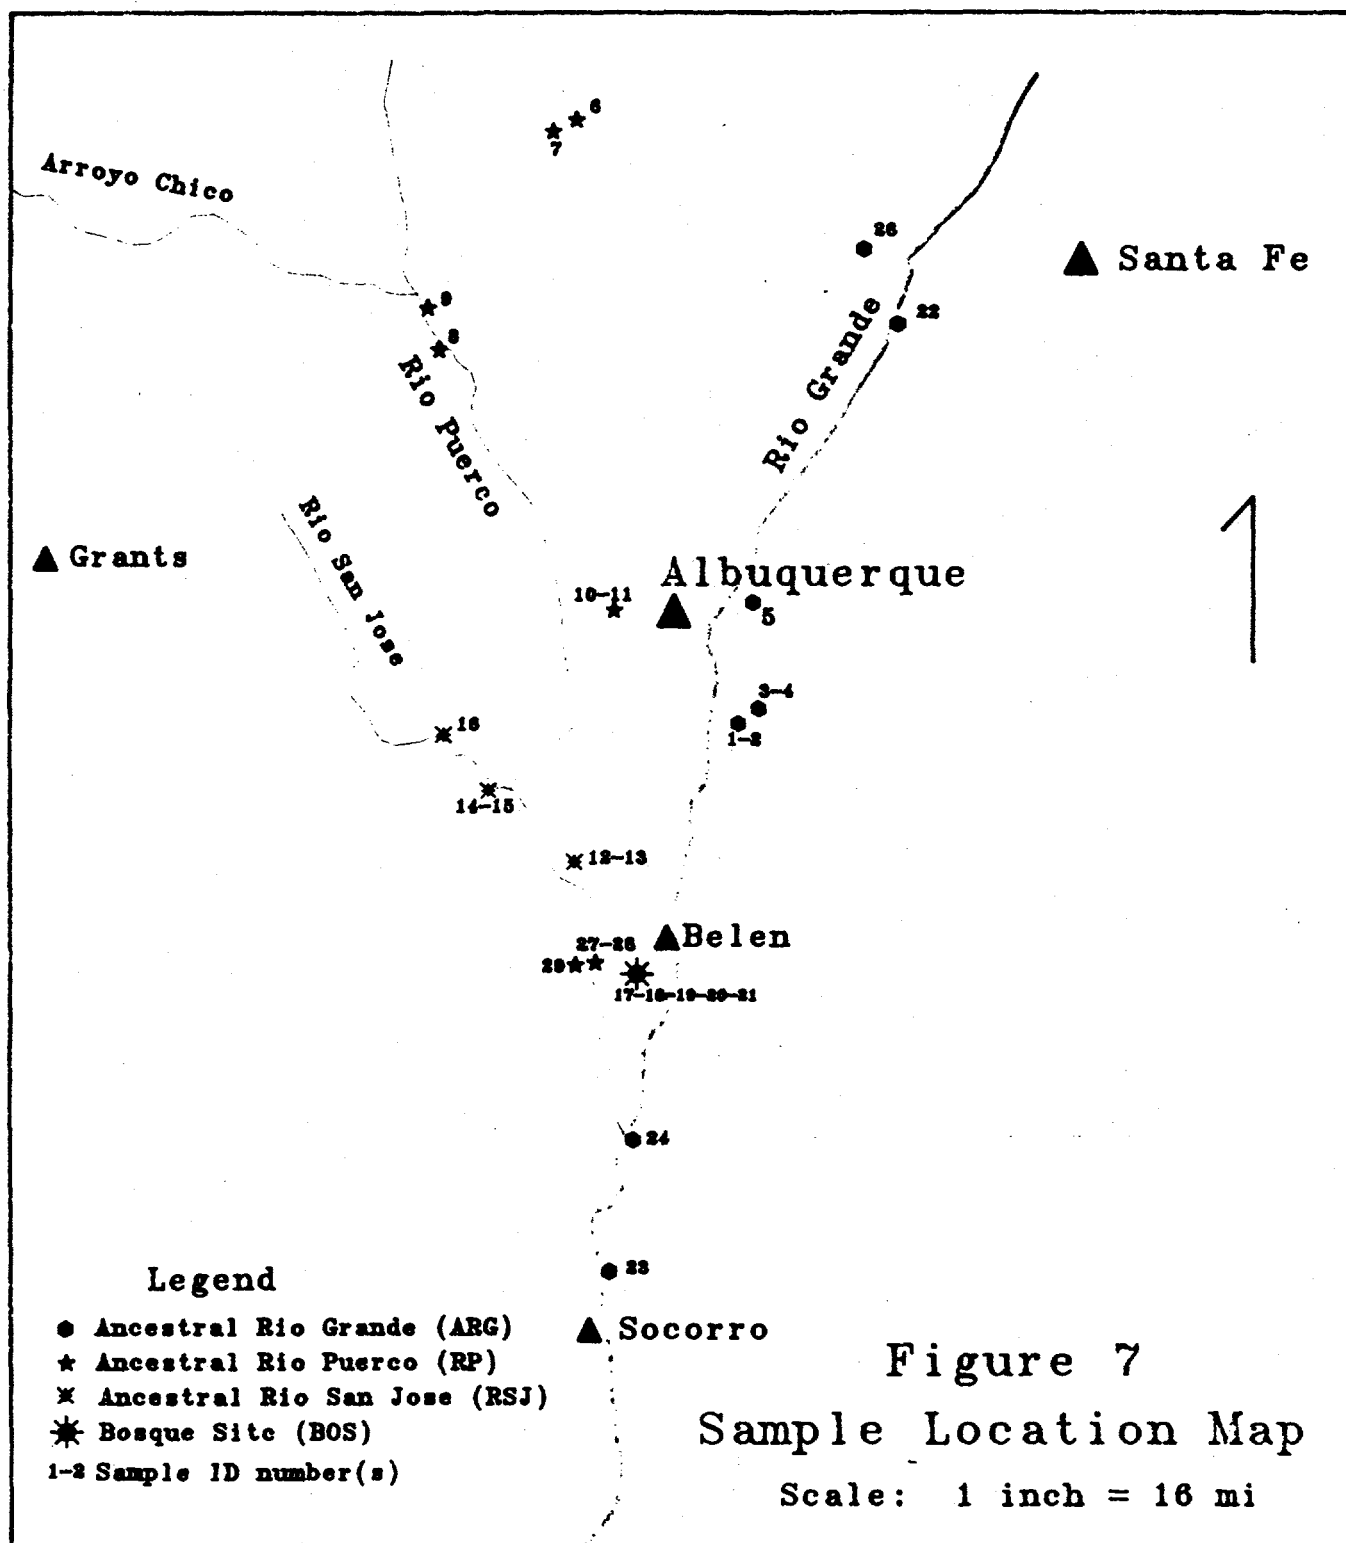 6
7
Arroyo Chico
26
Santa Fe
9
22
8
Rio Grande
Rio Puerco
Rio San Jose
Grants
Albuquerque
10-11
5
3-4
1-2
16
14-15
12-13
Belen
27-28
29
17-18-19-20-21
24
23
Legend
Socorro
Ancestral Rio Grande (ARG)
Ancestral Rio Puerco (RP)
Ancestral Rio San Jose (RSJ)
Bosque Site (BOS)
1-2 Sample ID number(s)
Figure 7
Sample Location Map
Scale: 1 inch = 16 mi